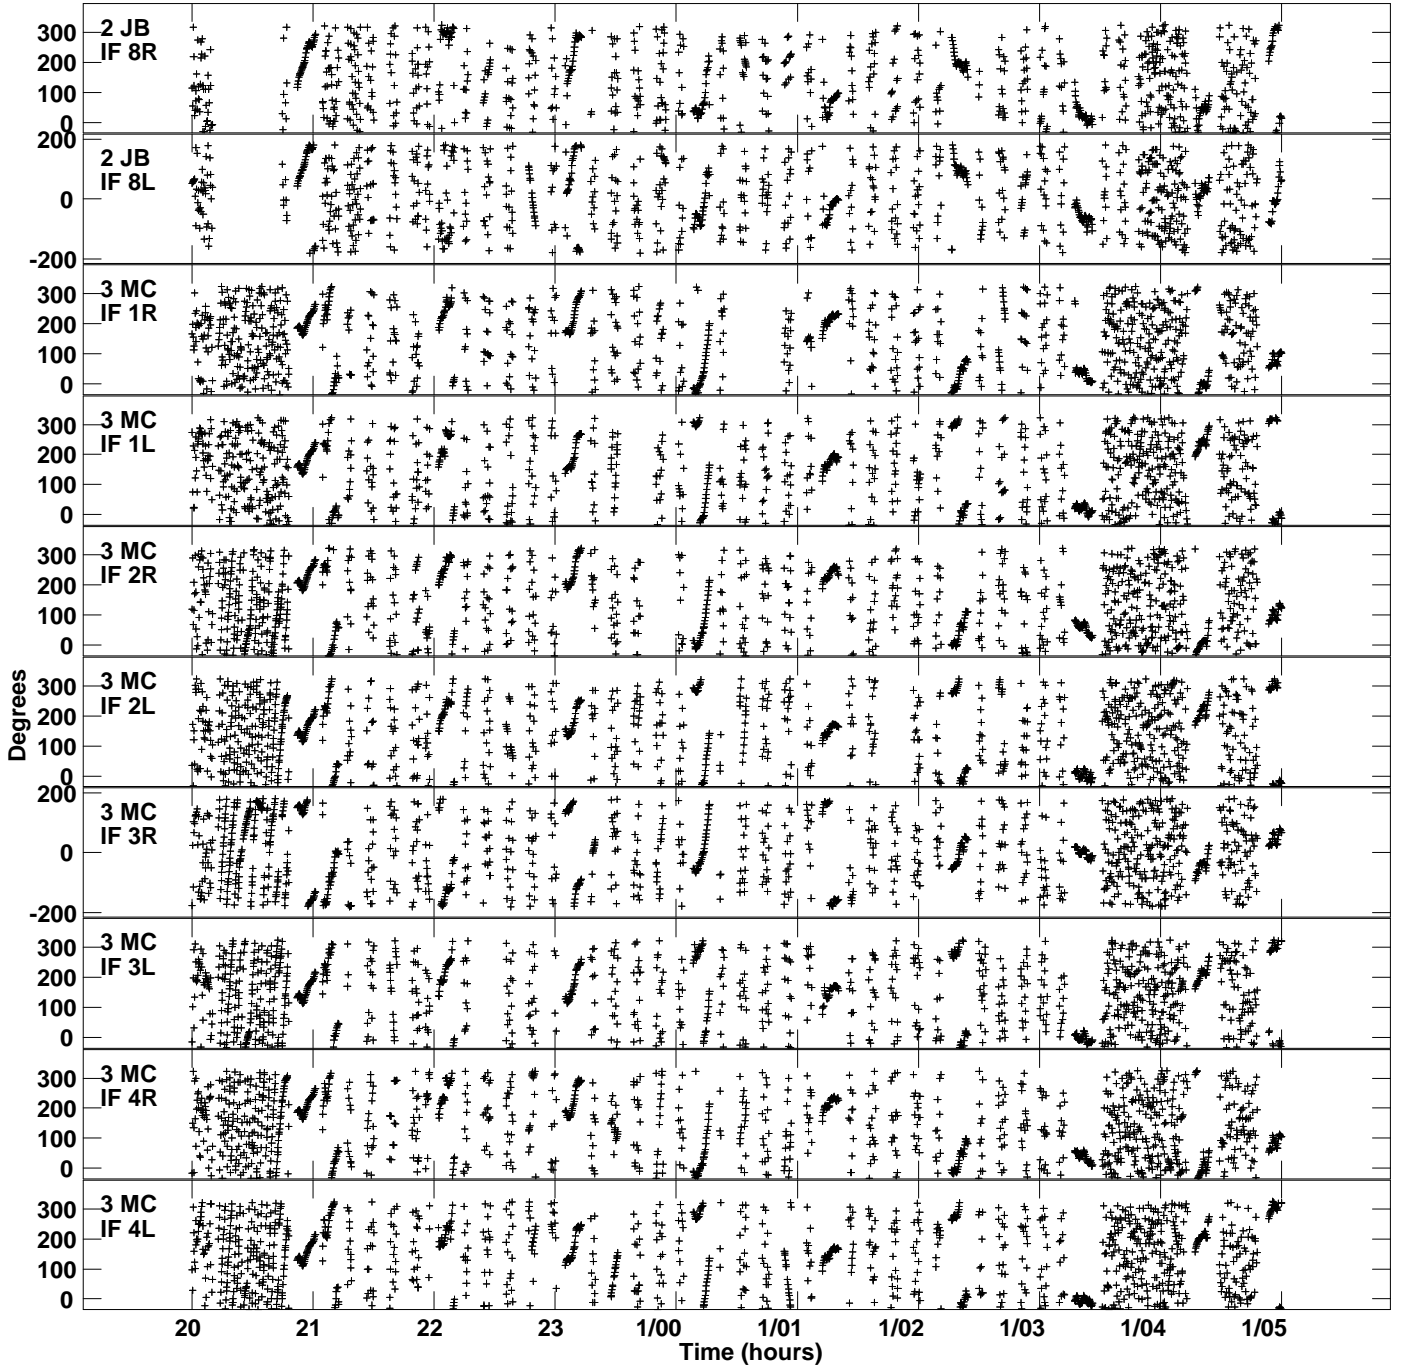 2 JB
IF 8R
300
200
100
0
2 JB
IF 8L
200
0
-200
3 MC
IF 1R
300
200
100
0
3 MC
IF 1L
300
200
100
0
3 MC
IF 2R
300
200
100
0
3 MC
IF 2L
300
200
100
0
3 MC
IF 3R
200
0
-200
3 MC
IF 3L
300
200
100
0
3 MC
IF 4R
300
200
100
0
3 MC
IF 4L
300
200
100
0
Degrees
20 21 22 23 1/00 1/01 1/02 1/03 1/04 1/05
Time (hours)